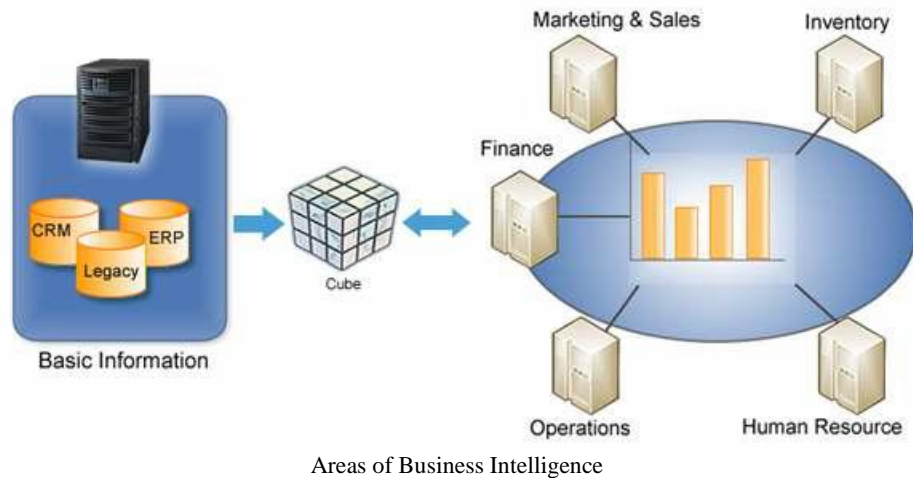 Marketing & Sales
Inventory
Finance
CRM
ERP
Legacy
Cube
Basic Information
Operations
Human Resource
Areas of Business Intelligence